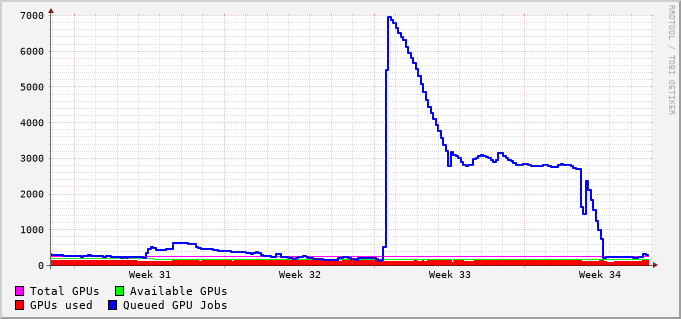 7000
6000
5000
4000
3000
2000
1000
0
Week 31 Week 32 Week 33 Week 34
Total GPUs Available GPUs
GPUs used Queued GPU Jobs
RRDTOOL / TOBI OETIKER